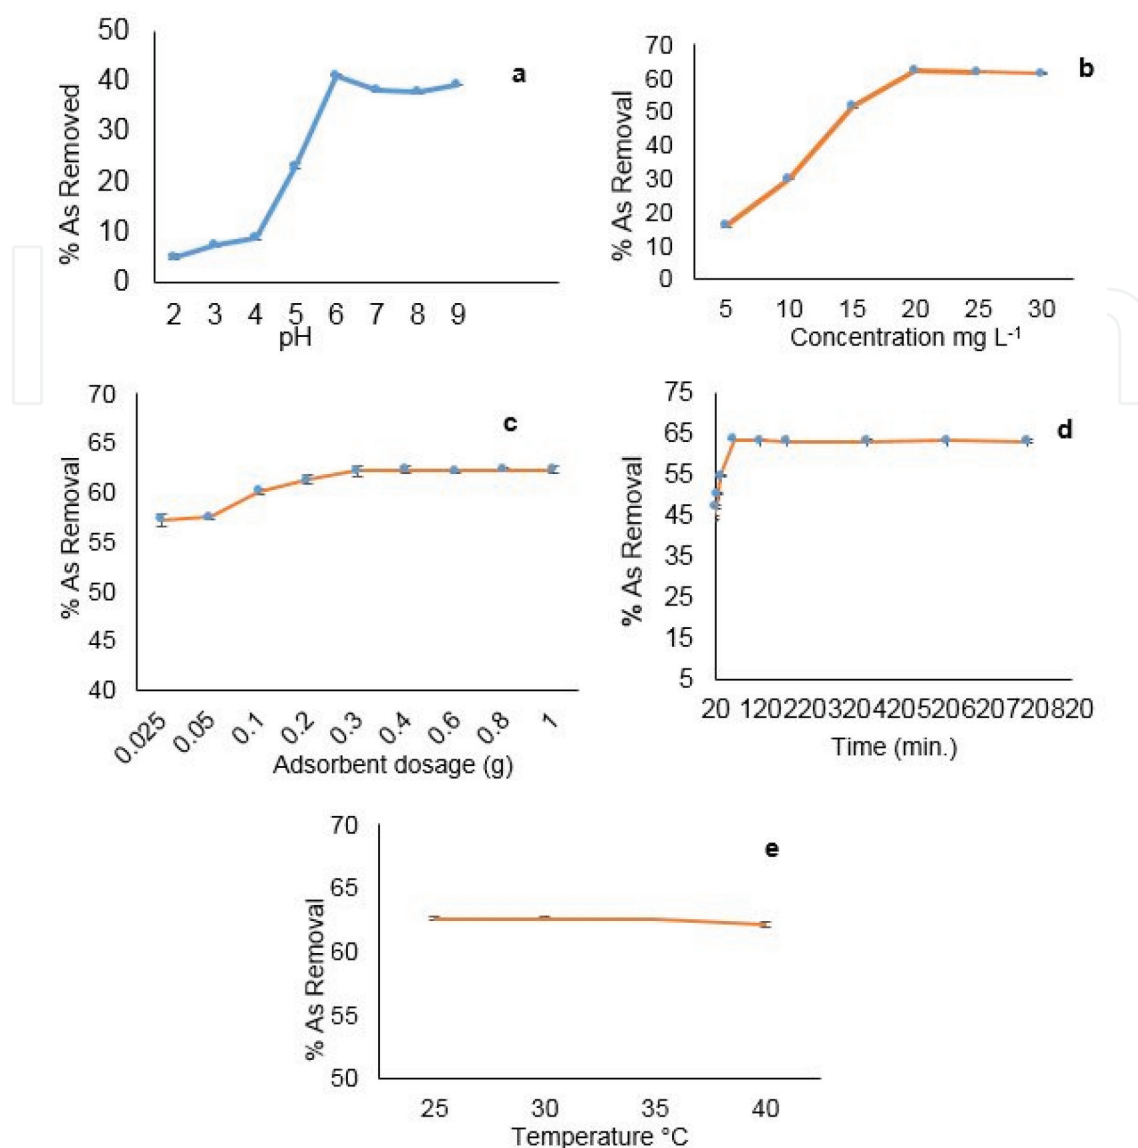 a
% As Removed
50
40
30
20
10
0
2 3 4 5 6 7 8 9
pH
b
% As Removal
70
60
50
40
30
20
10
0
5 10 15 20 25 30
Concentration mg L-1
c
% As Removal
70
65
60
55
50
45
40
0.025 0.05 0.1 0.2 0.3 0.4 0.6 0.8 1
Adsorbent dosage (g)
d
% As Removal
75
65
55
45
35
25
15
5
20 120220320420520620720820
Time (min.)
e
% As Removal
70
65
60
55
50
25 30 35 40
Temperature °C